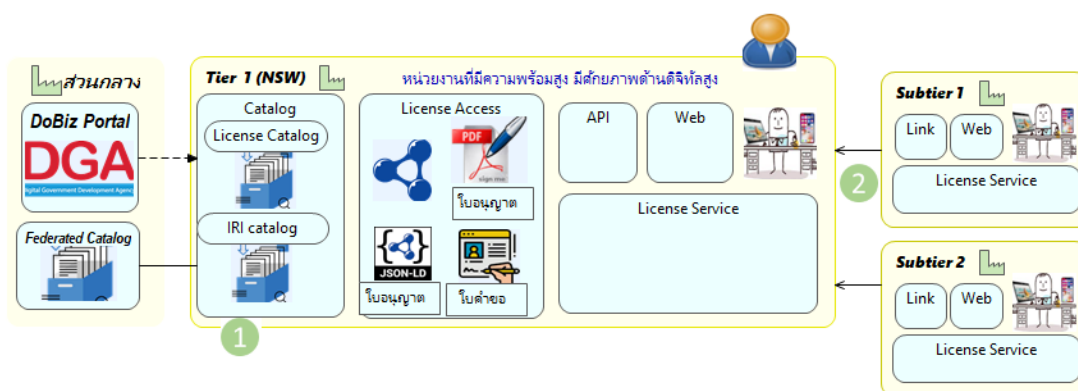 ส่วนกลาง
DoBiz Portal
DGA
Digital Government Development Agency
Federated Catalog
Tier 1 (NSW)
หน่วยงานที่มีความพร้อมสูง มีศักยภาพด้านดิจิทัลสูง
Catalog
License Catalog
IRI catalog
1
License Access
PDF
sign me
ใบอนุญาต
JSON-LD
ใบอนุญาต
ใบคำขอ
API
Web
License Service
2
Subtier 1
Link
Web
License Service
Subtier 2
Link
Web
License Service